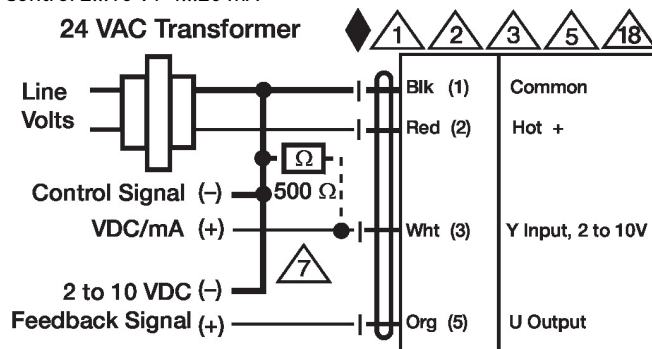 24 VAC Transformer
1 2 3 5 18
Line Volts
Blk (1) Common
Red (2) Hot +
Ω
500 Ω
Control Signal (-)
VDC/mA (+)
Wht (3) Y Input, 2 to 10V
7
2 to 10 VDC (-)
Feedback Signal (+)
Org (5) U Output